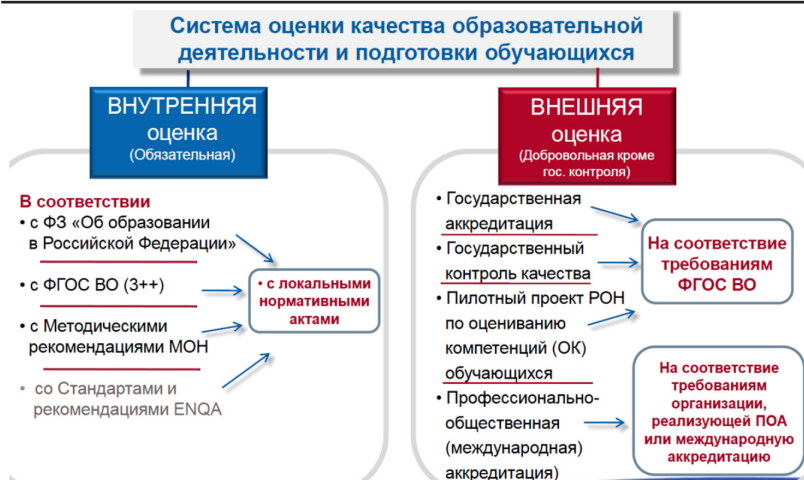 Система оценки качества образовательной
деятельности и подготовки обучающихся
ВНУТРЕННЯЯ
оценка
(Обязательная)
В соответствии
• с ФЗ «Об образовании
в Российской Федерации»
• с ФГОС ВО (3++)
• с Методическими
рекомендациями МОН
• со Стандартами и
рекомендациями ENQA
• с локальными
нормативными
актами
ВНЕШНЯЯ
оценка
(Добровольная кроме
гос. контроля)
• Государственная
аккредитация
• Государственный
контроль качества
• Пилотный проект РОН
по оцениванию
компетенций (ОК)
обучающихся
• Профессионально-
общественная
(международная)
аккредитация)
На соответствие
требованиям
ФГОС ВО
На соответствие
требованиям
организации,
реализующей ПОА
или международную
аккредитацию